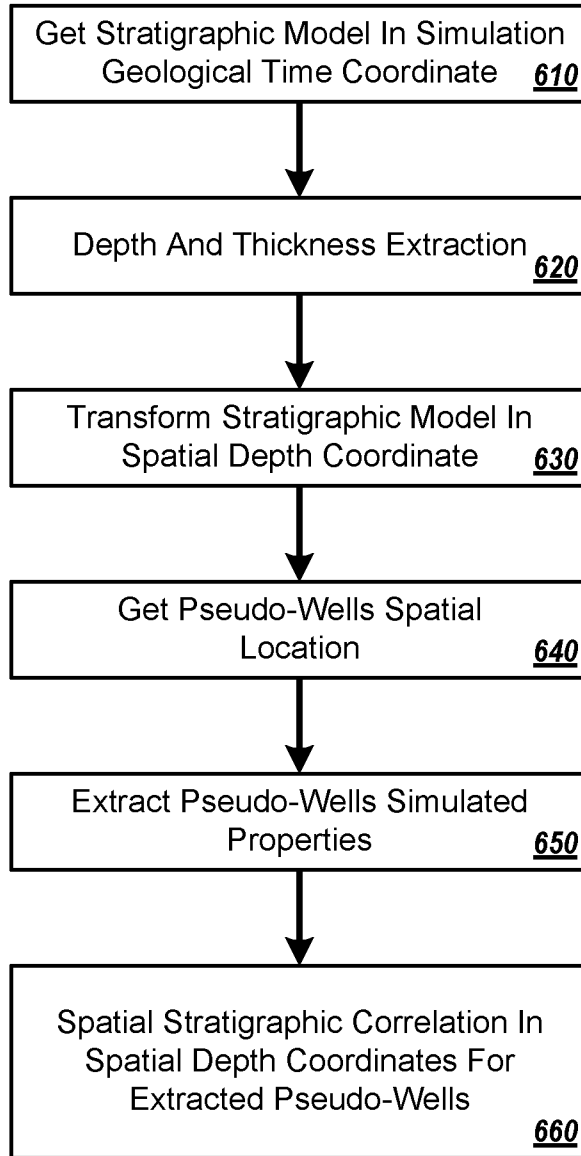 Get Stratigraphic Model In Simulation
Geological Time Coordinate
610
Depth And Thickness Extraction
620
Transform Stratigraphic Model In
Spatial Depth Coordinate
630
Get Pseudo-Wells Spatial
Location
640
Extract Pseudo-Wells Simulated
Properties
650
Spatial Stratigraphic Correlation In
Spatial Depth Coordinates For
Extracted Pseudo-Wells
660